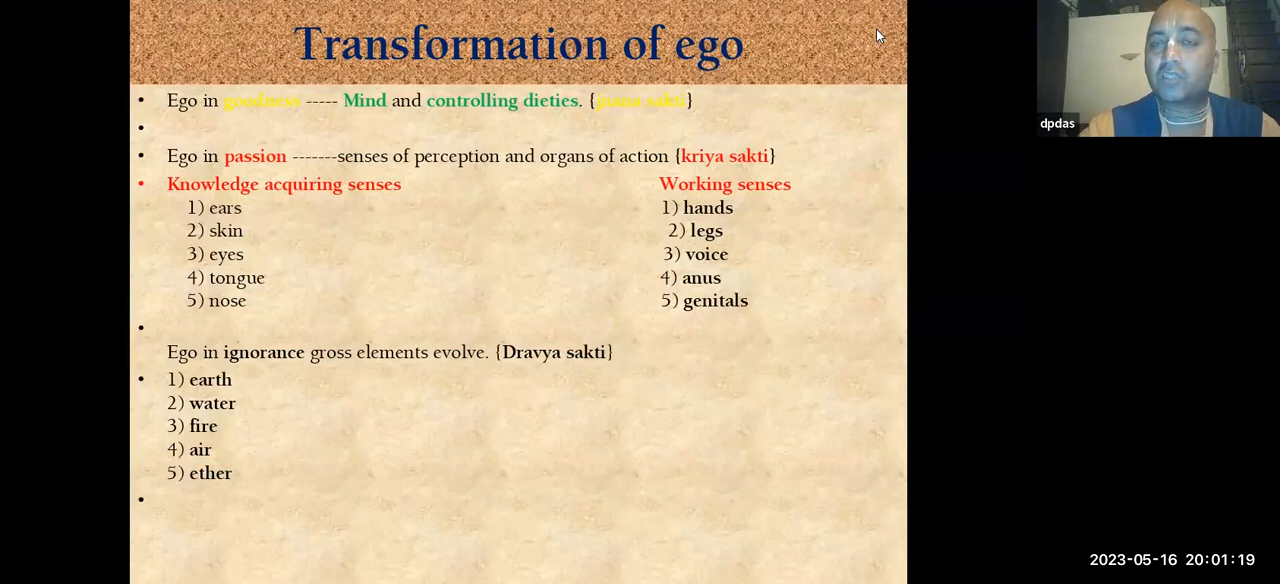 Transformation of ego
• Ego in goodness ----- Mind and controlling dieties. {jnana sakti}
•
• Ego in passion -------senses of perception and organs of action {kriya sakti}
• Knowledge acquiring senses Working senses
1) ears 1) hands
2) skin 2) legs
3) eyes 3) voice
4) tongue 4) anus
5) nose 5) genitals
•
Ego in ignorance gross elements evolve. {Dravya sakti}
• 1) earth
2) water
3) fire
4) air
5) ether
•
dpdas
2023-05-16 20:01:19